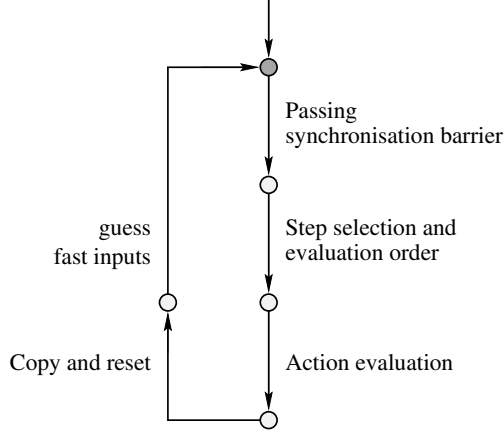 Passing
synchronisation barrier
Step selection and
evaluation order
guess
fast inputs
Copy and reset
Action evaluation